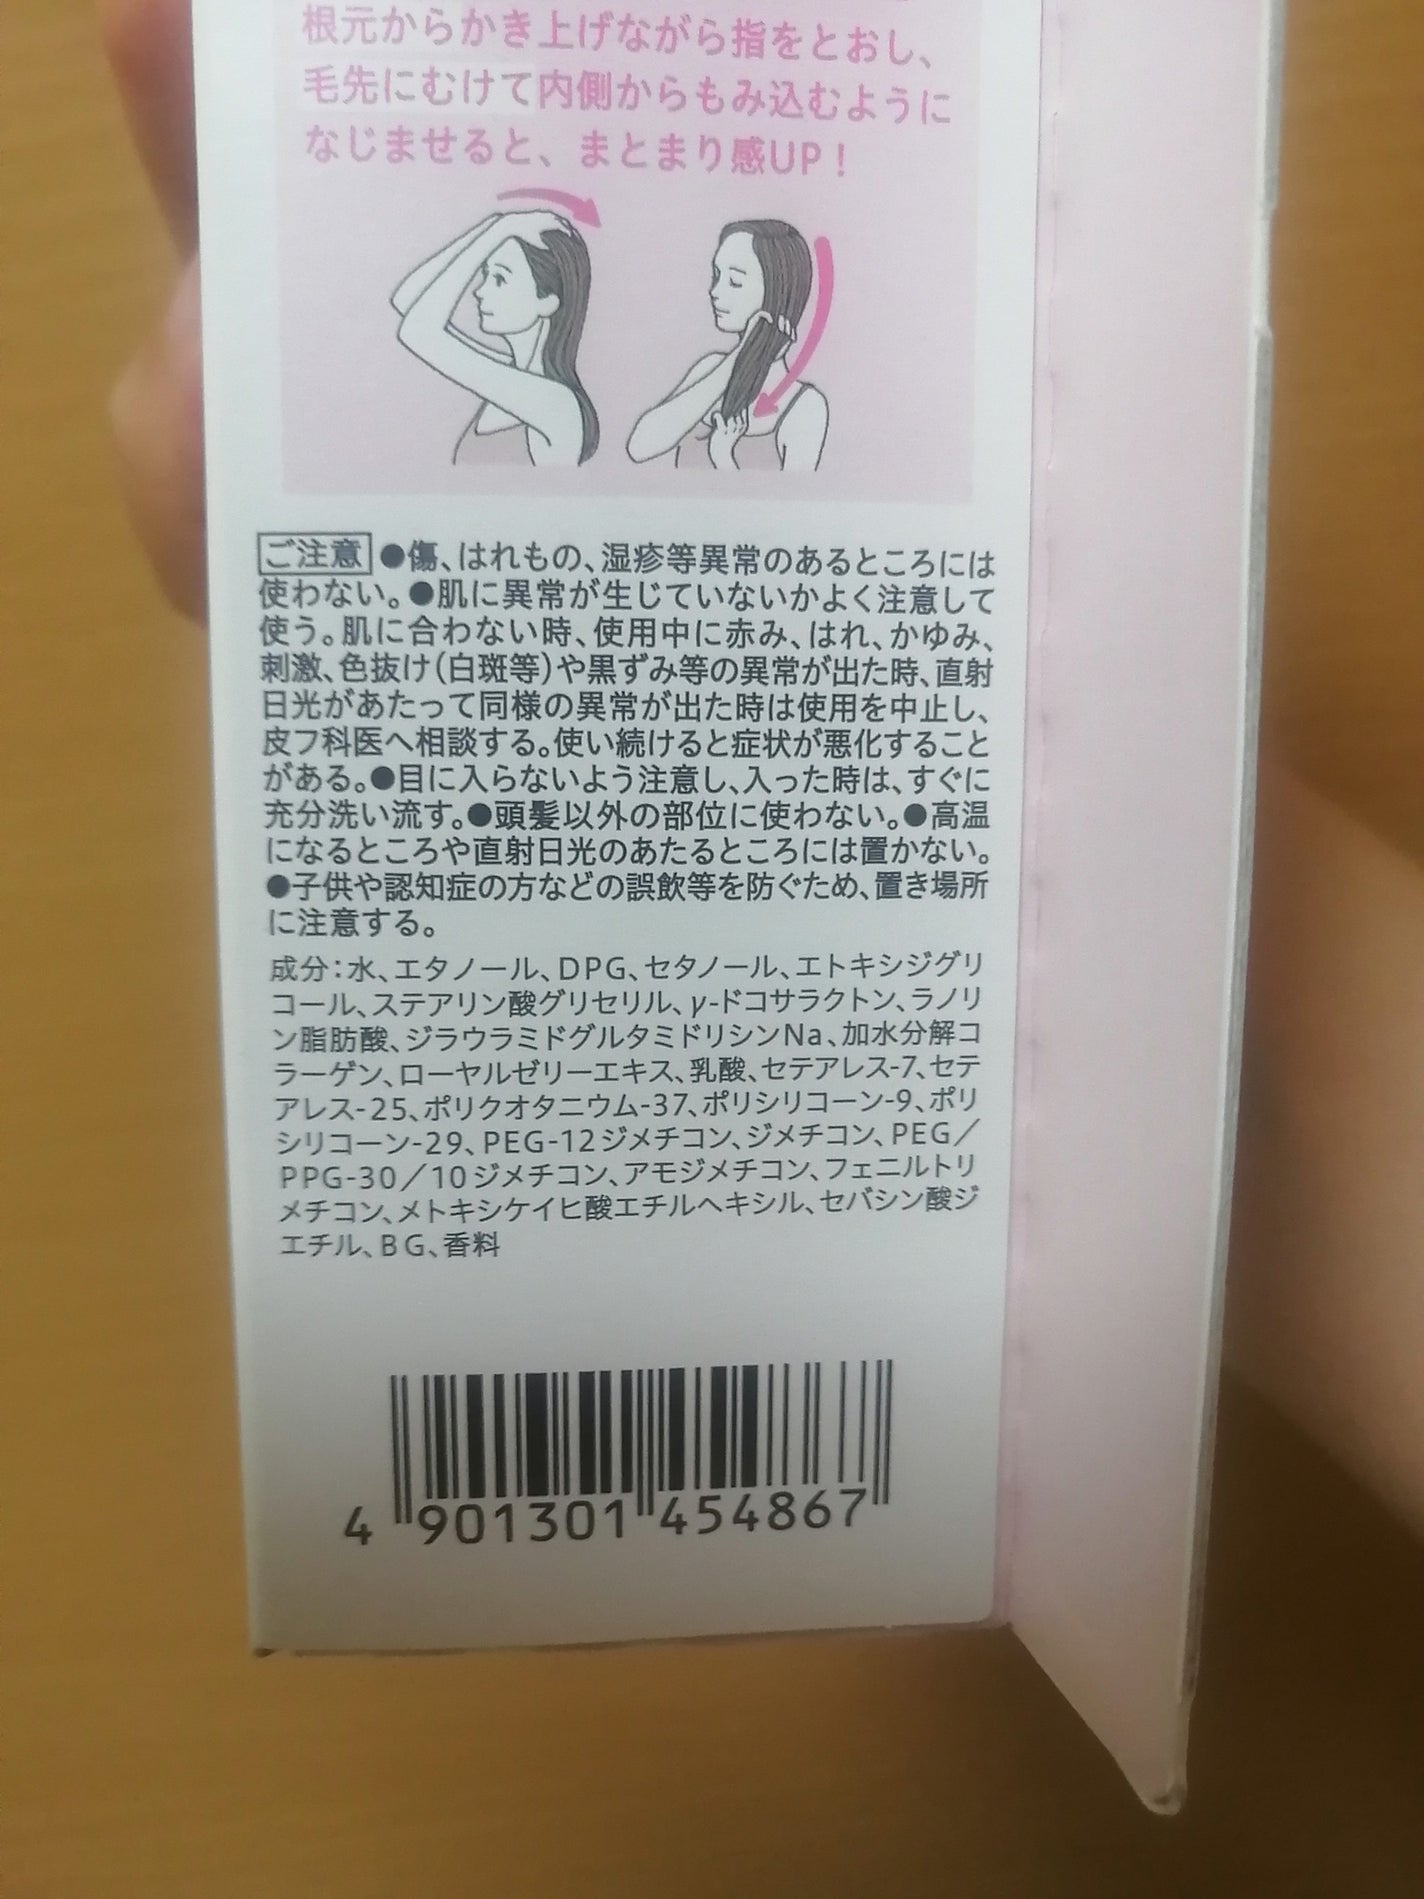 根元からかき上げながら指をとおし、
毛先にむけて内側からもみ込むように
なじませると、まとまり感UP！
ご注意 ●傷、はれもの、湿疹等異常のあるところには
使わない。●肌に異常が生じていないかよく注意して
使う。肌に合わない時、使用中に赤み、はれ、かゆみ、
刺激、色抜け（白斑等）や黒ずみ等の異常が出た時、直射
日光があたって同様の異常が出た時は使用を中止し、
皮フ科医へ相談する。使い続けると症状が悪化すること
がある。●目に入らないよう注意し、入った時は、すぐに
充分洗い流す。●頭髪以外の部位に使わない。●高温
になるところや直射日光のあたるところには置かない。
●子供や認知症の方などの誤飲等を防ぐため、置き場所
に注意する。
成分：水、エタノール、DPG、セタノール、エトキシジグリ
コール、ステアリン酸グリセリル、γ-ドコサラクトン、ラノリ
ン脂肪酸、ジラウラミドグルタミドリシンNa、加水分解コ
ラーゲン、ローヤルゼリーエキス、乳酸、セテアレス-7、セテ
アレス-25、ポリクオタニウム-37、ポリシリコーン-9、ポリ
シリコーン-29、PEG-12ジメチコン、ジメチコン、PEG／
PPG-30／10ジメチコン、アモジメチコン、フェニルトリ
メチコン、メトキシケイヒ酸エチルヘキシル、セバシン酸ジ
エチル、BG、香料
4 901301 454867